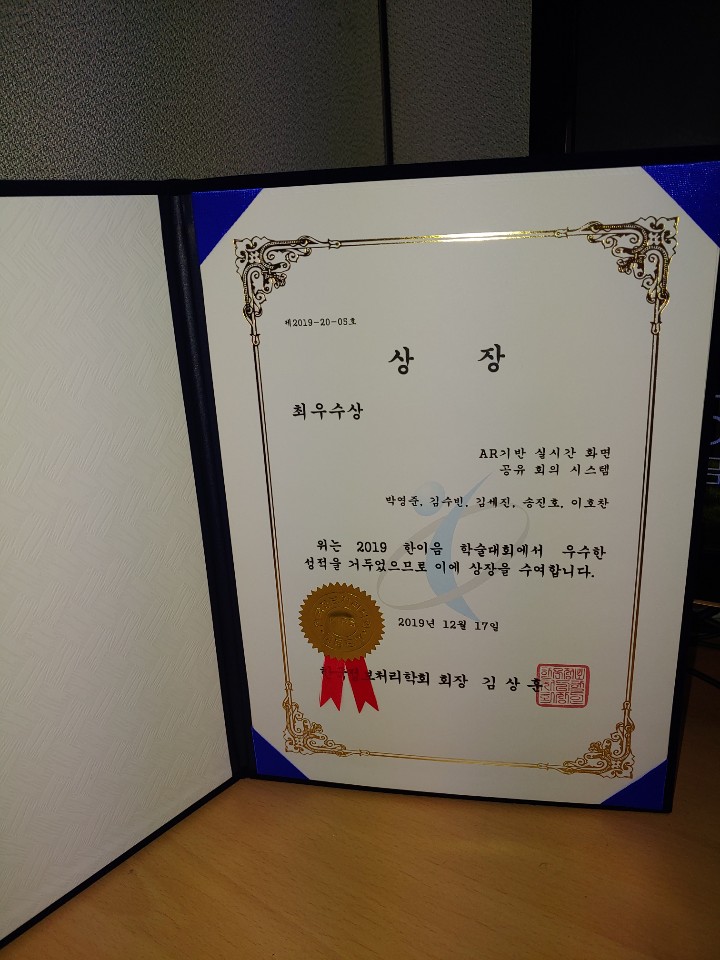 제2019-20-05호
상 장
최우수상
AR기반 실시간 화면
공유 회의 시스템
박영준, 김수빈, 김세진, 송진호, 이호찬
위는 2019 한이음 학술대회에서 우수한
성적을 거두었으므로 이에 상장을 수여합니다.
2019년 12월 17일
처리학회 회장 김 상 훈